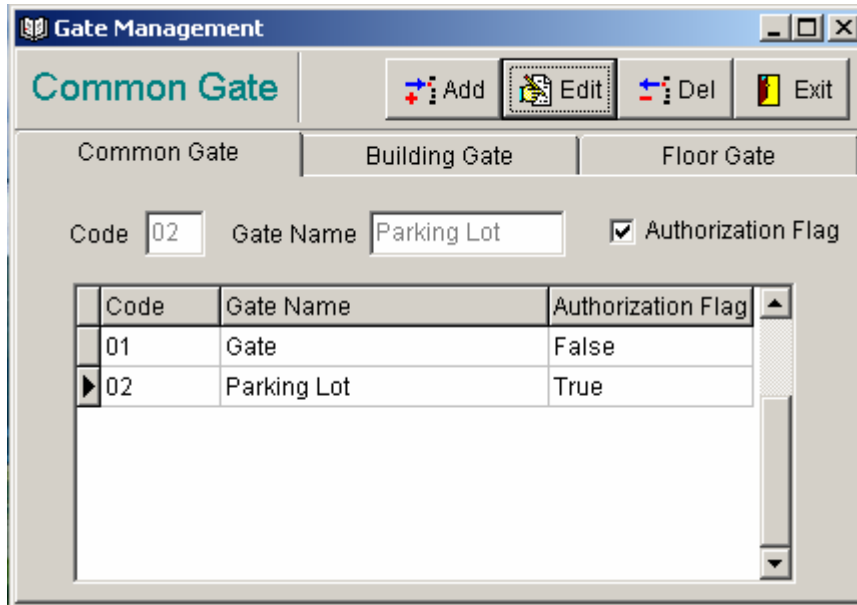 Gate Management
Common Gate Add Edit Del Exit
Common Gate Building Gate Floor Gate
Code 02 Gate Name Parking Lot Authorization Flag
Code Gate Name Authorization Flag
01 Gate False
02 Parking Lot True